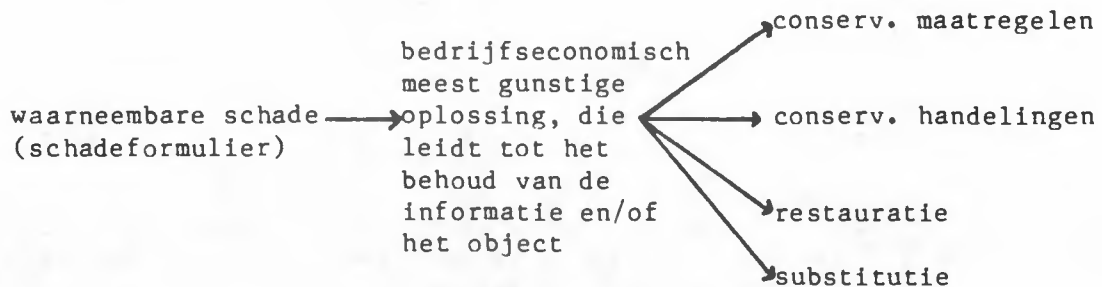 waarneembare schade
(schadeformulier)
bedrijfseconomisch
meest gunstige
oplossing, die
leidt tot het
behoud van de
informatie en/of
het object
conserv. maatregelen
conserv. handelingen
restauratie
substitutie